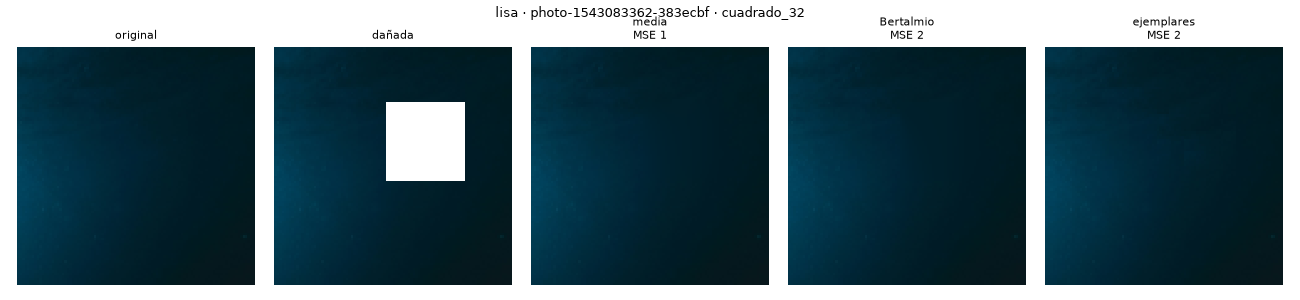 lisa · photo-1543083362-383ecbf · cuadrado_32
original
dañada
media
MSE 1
Bertalmio
MSE 2
ejemplares
MSE 2